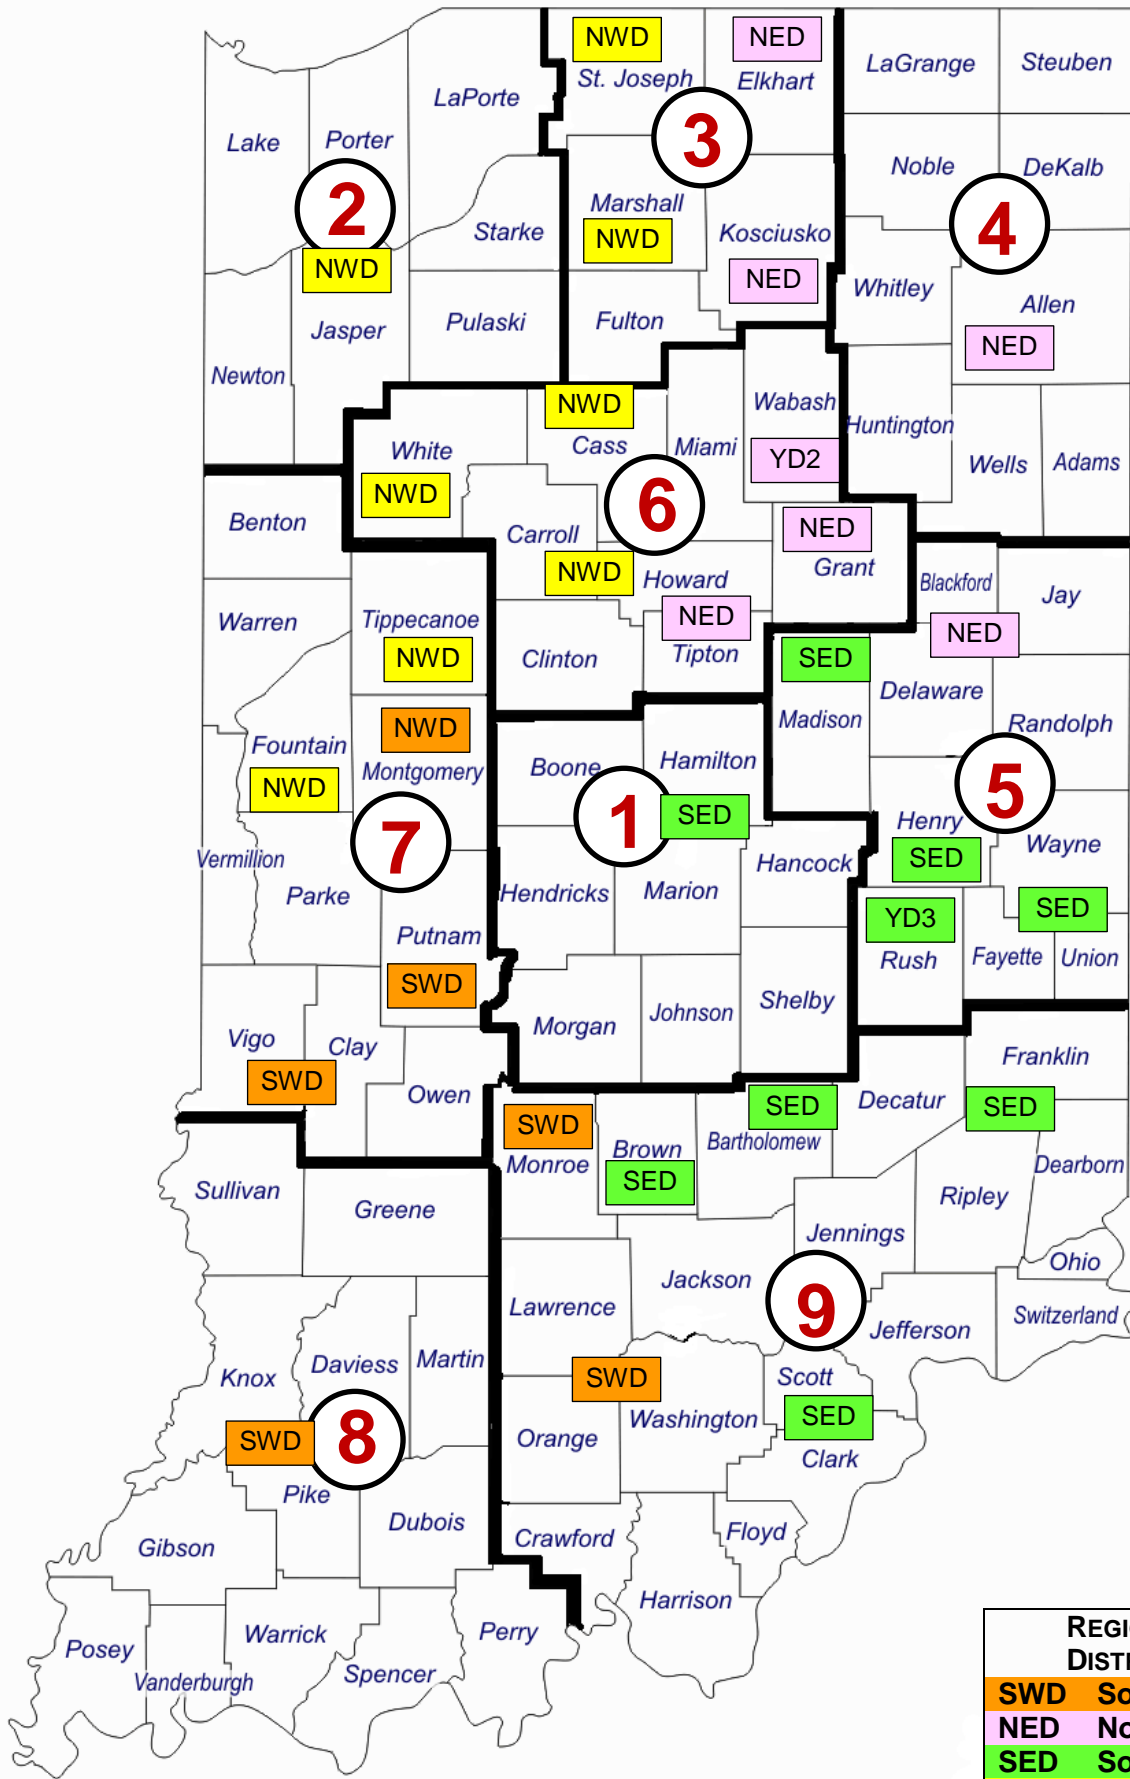 NWD
St. Joseph
NED
Elkhart
LaGrange
Steuben
LaPorte
Lake
Porter
3
Noble
DeKalb
2
Starke
Marshall
NWD
Kosciusko
4
NWD
NED
Whitley
Allen
Jasper
Pulaski
Fulton
NED
Newton
NWD
Cass
Wabash
Huntington
White
Miami
YD2
Wells
Adams
NWD
6
Benton
Carroll
NED
NWD
Howard
Grant
Blackford
Jay
Warren
Tippecanoe
NED
NED
NWD
Clinton
Tipton
SED
Delaware
Madison
Randolph
NWD
Fountain
Montgomery
Boone
Hamilton
NWD
1
SED
5
7
Henry
Wayne
Vermillion
Parke
Hendricks
Marion
Hancock
SED
Putnam
YD3
SED
SWD
Rush
Fayette
Union
Vigo
Clay
Morgan
Johnson
Shelby
SWD
Owen
Franklin
SWD
SED
Decatur
SED
Monroe
Brown
Bartholomew
SED
Dearborn
Sullivan
Greene
Ripley
Jennings
Ohio
Jackson
Lawrence
9
Jefferson
Switzerland
Knox
Daviess
Martin
SWD
Scott
SWD
8
Orange
Washington
SED
Clark
Pike
Dubois
Gibson
Crawford
Floyd
Harrison
Posey
Warrick
Perry
Vanderburgh
Spencer
REGI
DISTI
SWD So
NED No
SED So